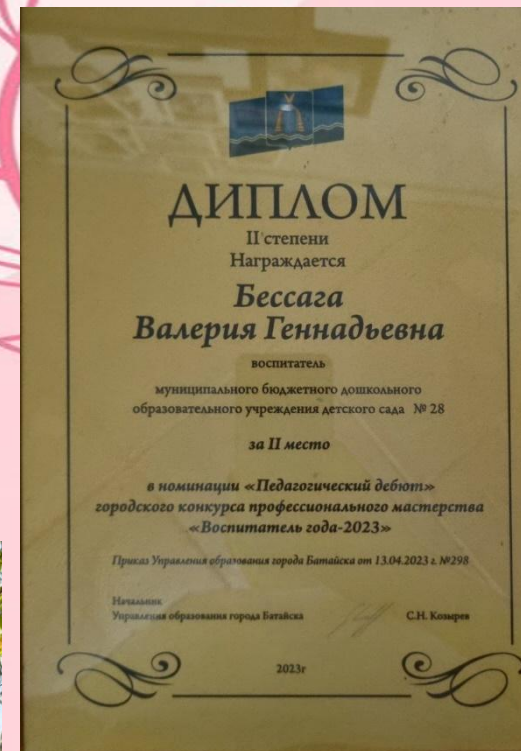 ДИПЛОМ
II степени
Награждается
Бессага
Валерия Геннадьевна
воспитатель
муниципального бюджетного дошкольного
образовательного учреждения детского сада № 28
за II место
в номинации «Педагогический дебют»
городского конкурса профессионального мастерства
«Воспитатель года-2023»
Приказ Управления образования города Батайска от 13.04.2023 г. №298
Начальник
Управления образования города Батайска С.Н. Козырев
2023г